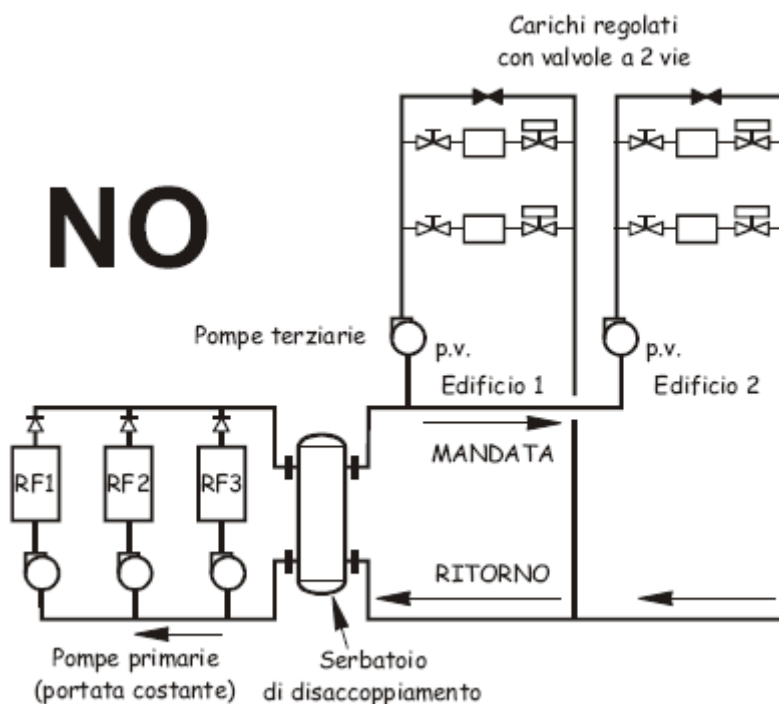 Carichi regolati
con valvole a 2 vie
NO
Pompe terziarie
p.v.
p.v.
Edificio 1
Edificio 2
MANDATA
RF1
RF2
RF3
RITORNO
Pompe primarie
(portata costante)
Serbatoio
di disaccoppiamento